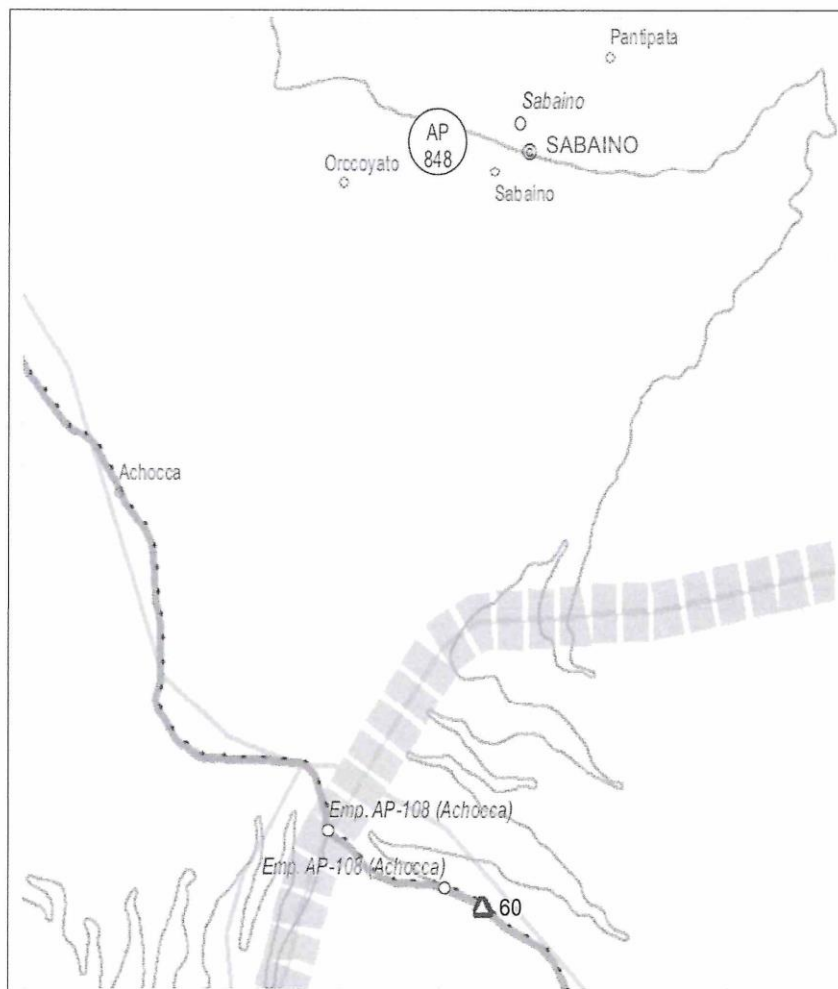 Pantipata
Sabaino
AP
848
SABAINO
Orccoyato
Sabaino
Achocca
Emp. AP-108 (Achocca)
Emp. AP-108 (Achocca)
60